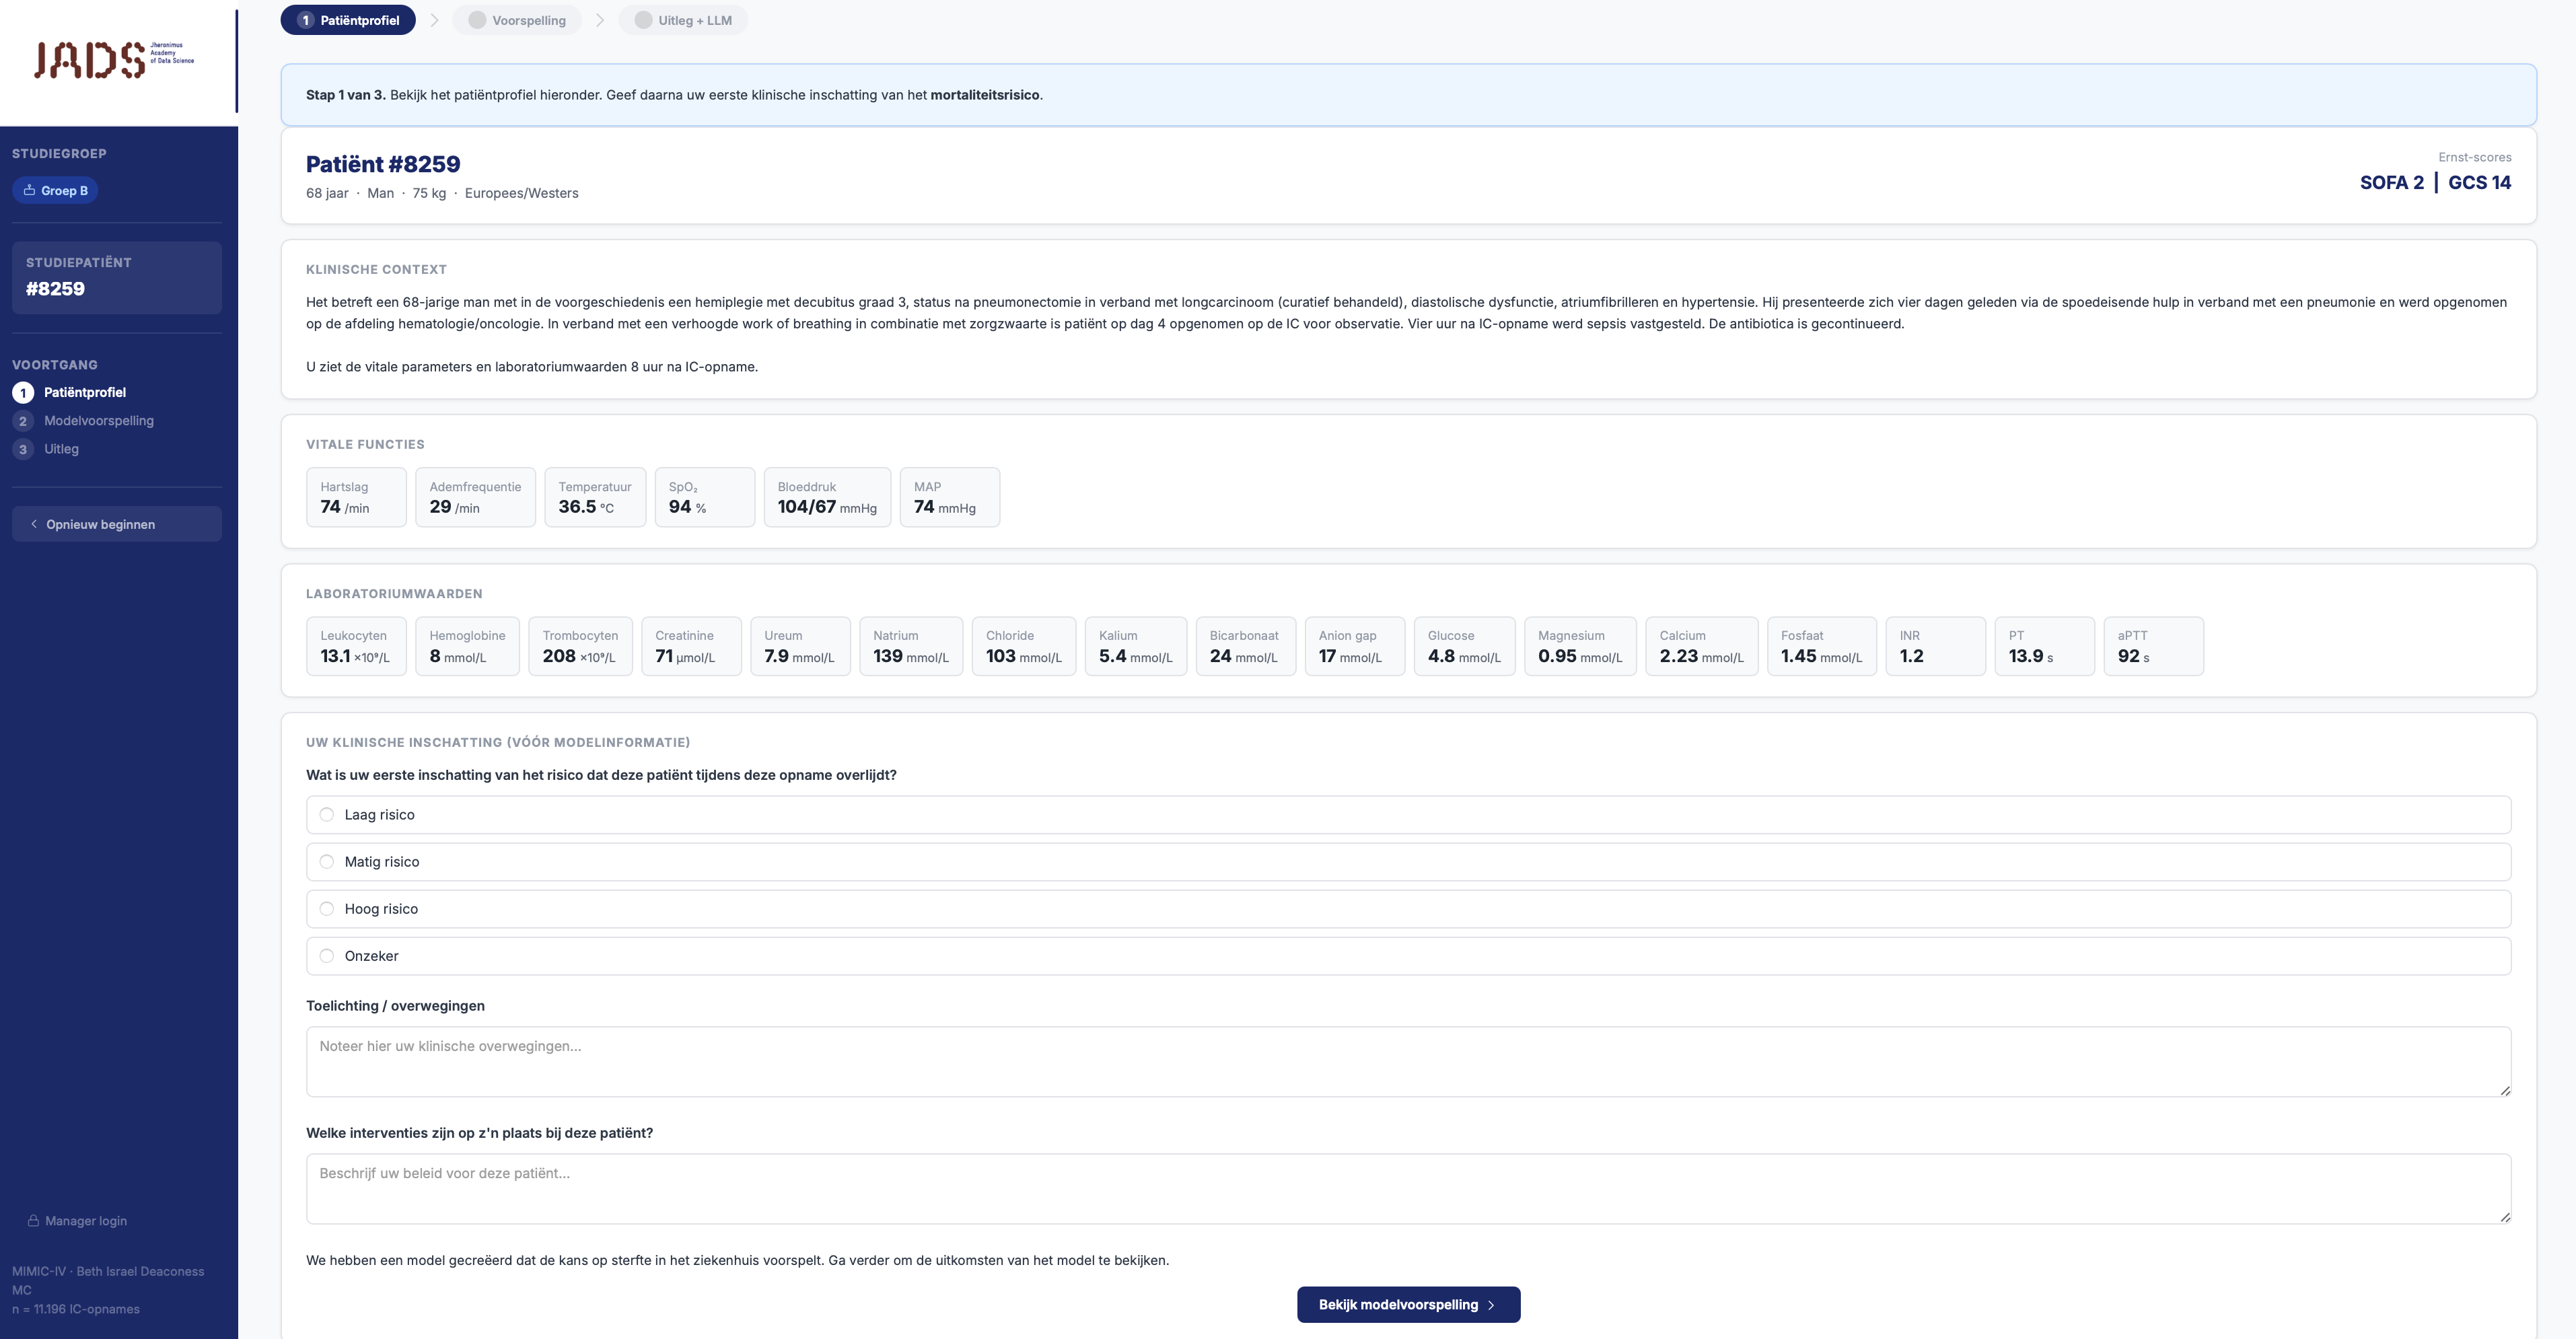 JADS
Jheronimus
Academy
of Data Science
STUDIEGROEP
Groep B
STUDIEPATIËNT
#8259
VOORTGANG
1 Patiëntprofiel
2 Modelvoorspelling
3 Uitleg
Opnieuw beginnen
Manager login
MIMIC-IV · Beth Israel Deaconess
MC
n = 11.196 IC-opnames
1 Patiëntprofiel
Voorspelling
Uitleg + LLM
Stap 1 van 3. Bekijk het patiëntprofiel hieronder. Geef daarna uw eerste klinische inschatting van het mortaliteitsrisico.
Patiënt #8259
68 jaar · Man · 75 kg · Europees/Westers
Ernst-scores
SOFA 2 | GCS 14
KLINISCHE CONTEXT
Het betreft een 68-jarige man met in de voorgeschiedenis een hemiplegie met decubitus graad 3, status na pneumonectomie in verband met longcarcinoom (curatief behandeld), diastolische dysfunctie, atriumfibrilleren en hypertensie. Hij presenteerde zich vier dagen geleden via de spoedeisende hulp in verband met een pneumonie en werd opgenomen
op de afdeling hematologie/oncologie. In verband met een verhoogde work of breathing in combinatie met zorgzwaarte is patiënt op dag 4 opgenomen op de IC voor observatie. Vier uur na IC-opname werd sepsis vastgesteld. De antibiotica is gecontinueerd.
U ziet de vitale parameters en laboratoriumwaarden 8 uur na IC-opname.
VITALE FUNCTIES
Hartslag
74 /min
Ademfrequentie
29 /min
Temperatuur
36.5 °C
SpO₂
94 %
Bloeddruk
104/67 mmHg
MAP
74 mmHg
LABORATORIUMWAARDEN
Leukocyten
13.1 ×10⁹/L
Hemoglobine
8 mmol/L
Trombocyten
208 ×10⁹/L
Creatinine
71 µmol/L
Ureum
7.9 mmol/L
Natrium
139 mmol/L
Chloride
103 mmol/L
Kalium
5.4 mmol/L
Bicarbonaat
24 mmol/L
Anion gap
17 mmol/L
Glucose
4.8 mmol/L
Magnesium
0.95 mmol/L
Calcium
2.23 mmol/L
Fosfaat
1.45 mmol/L
INR
1.2
PT
13.9 s
aPTT
92 s
UW KLINISCHE INSCHATTING (VÓÓR MODELINFORMATIE)
Wat is uw eerste inschatting van het risico dat deze patiënt tijdens deze opname overlijdt?
Laag risico
Matig risico
Hoog risico
Onzeker
Toelichting / overwegingen
Noteer hier uw klinische overwegingen...
Welke interventies zijn op z'n plaats bij deze patiënt?
Beschrijf uw beleid voor deze patiënt...
We hebben een model gecreëerd dat de kans op sterfte in het ziekenhuis voorspelt. Ga verder om de uitkomsten van het model te bekijken.
Bekijk modelvoorspelling